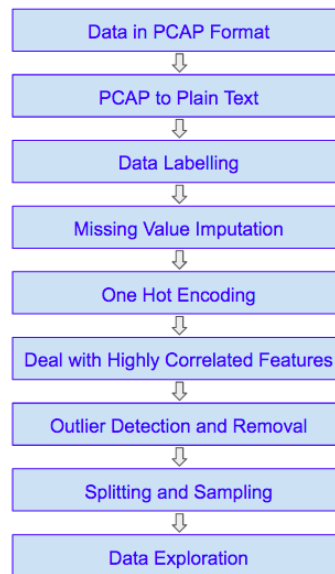 Data in PCAP Format
PCAP to Plain Text
Data Labelling
Missing Value Imputation
One Hot Encoding
Deal with Highly Correlated Features
Outlier Detection and Removal
Splitting and Sampling
Data Exploration